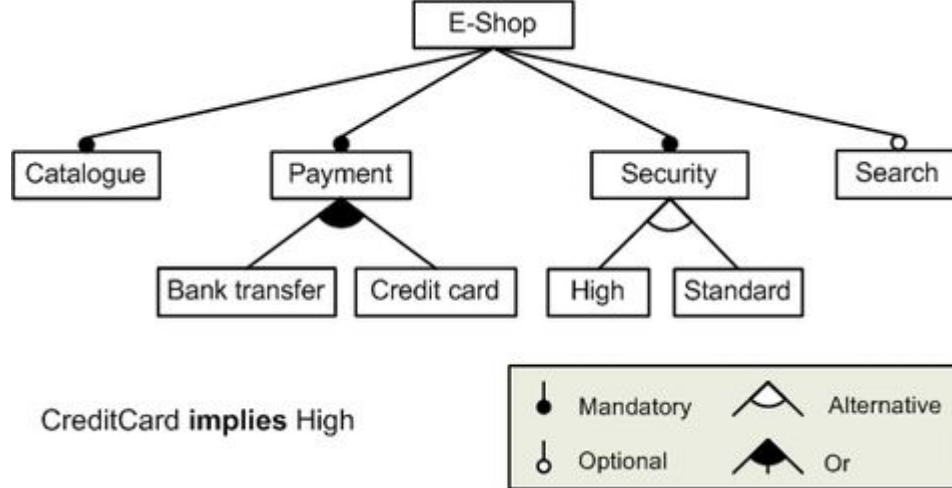 E-Shop
Catalogue
Payment
Security
Search
Bank transfer
Credit card
High
Standard
CreditCard implies High
Mandatory
Alternative
Optional
Or